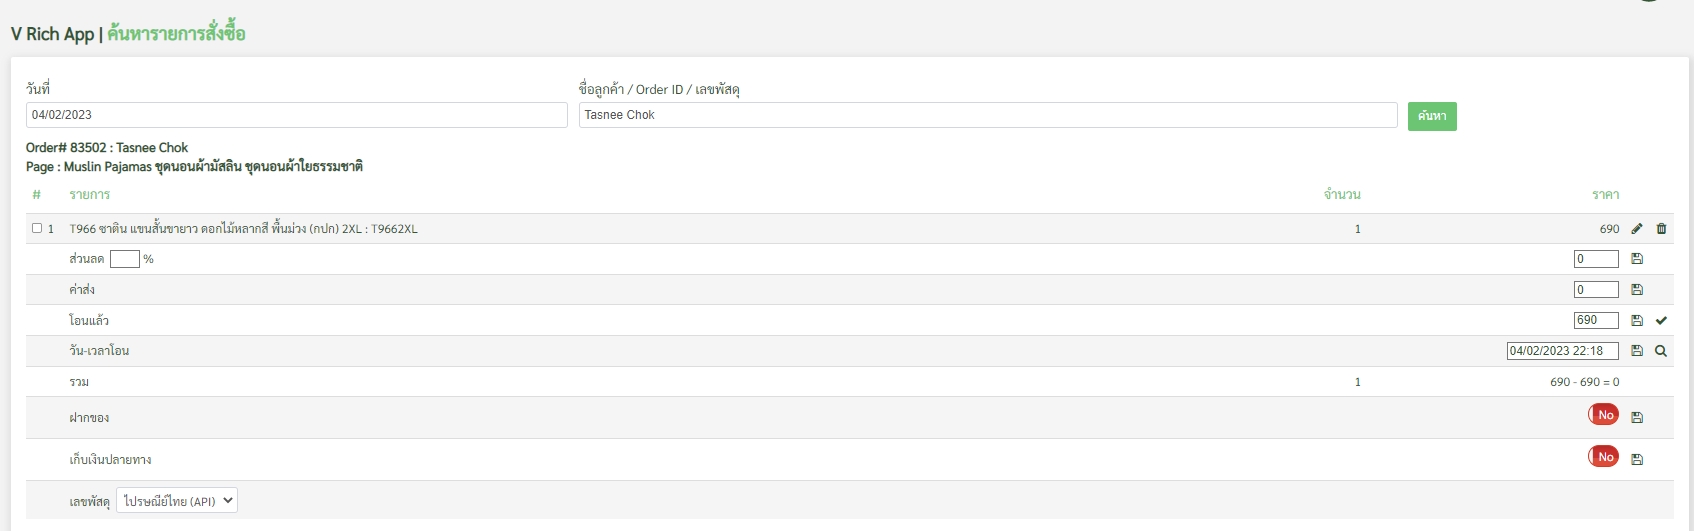 V Rich App | ค้นหารายการสั่งซื้อ
วันที่
ชื่อลูกค้า / Order ID / เลขพัสดุ
04/02/2023
Tasnee Chok
ค้นหา
Order# 83502 : Tasnee Chok
Page : Muslin Pajamas ชุดนอนผ้ามัสลิน ชุดนอนผ้าใยธรรมชาติ
# รายการ จำนวน ราคา
1 T966 ซาติน แขนสั้นขายาว ดอกไม้หลากสี พื้นม่วง (กปก) 2XL : T9662XL 1 690
ส่วนลด % 0
ค่าส่ง 0
โอนแล้ว 690
วัน-เวลาโอน 04/02/2023 22:18
รวม 1 690 - 690 = 0
ฝากของ No
เก็บเงินปลายทาง No
เลขพัสดุ ไปรษณีย์ไทย (API)